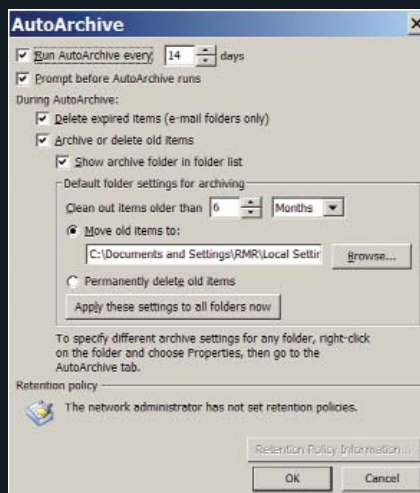 AutoArchive
Run AutoArchive every 14 days
Prompt before AutoArchive runs
During AutoArchive:
Delete expired items (e-mail folders only)
Archive or delete old items
Show archive folder in folder list
Default folder settings for archiving
Clean out items older than 6 Months
Move old items to:
C:\Documents and Settings\RMR\Local Settir Browse...
Permanently delete old items
Apply these settings to all folders now
To specify different archive settings for any folder, right-click
on the folder and choose Properties, then go to the
AutoArchive tab.
Retention policy
The network administrator has not set retention policies.
Retention Policy Information...
OK Cancel